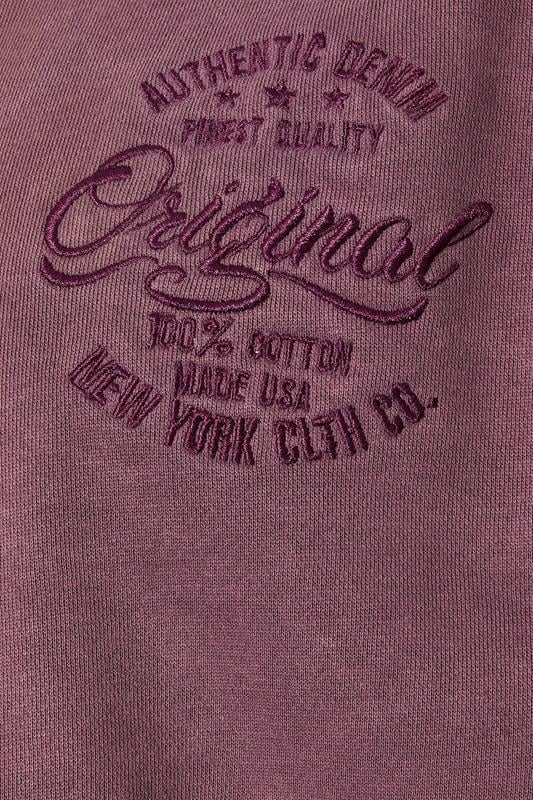 AUTHENTIC DENIM
FINEST QUALITY
Original
100% COTTON
MADE USA
NEW YORK CLTH CO.